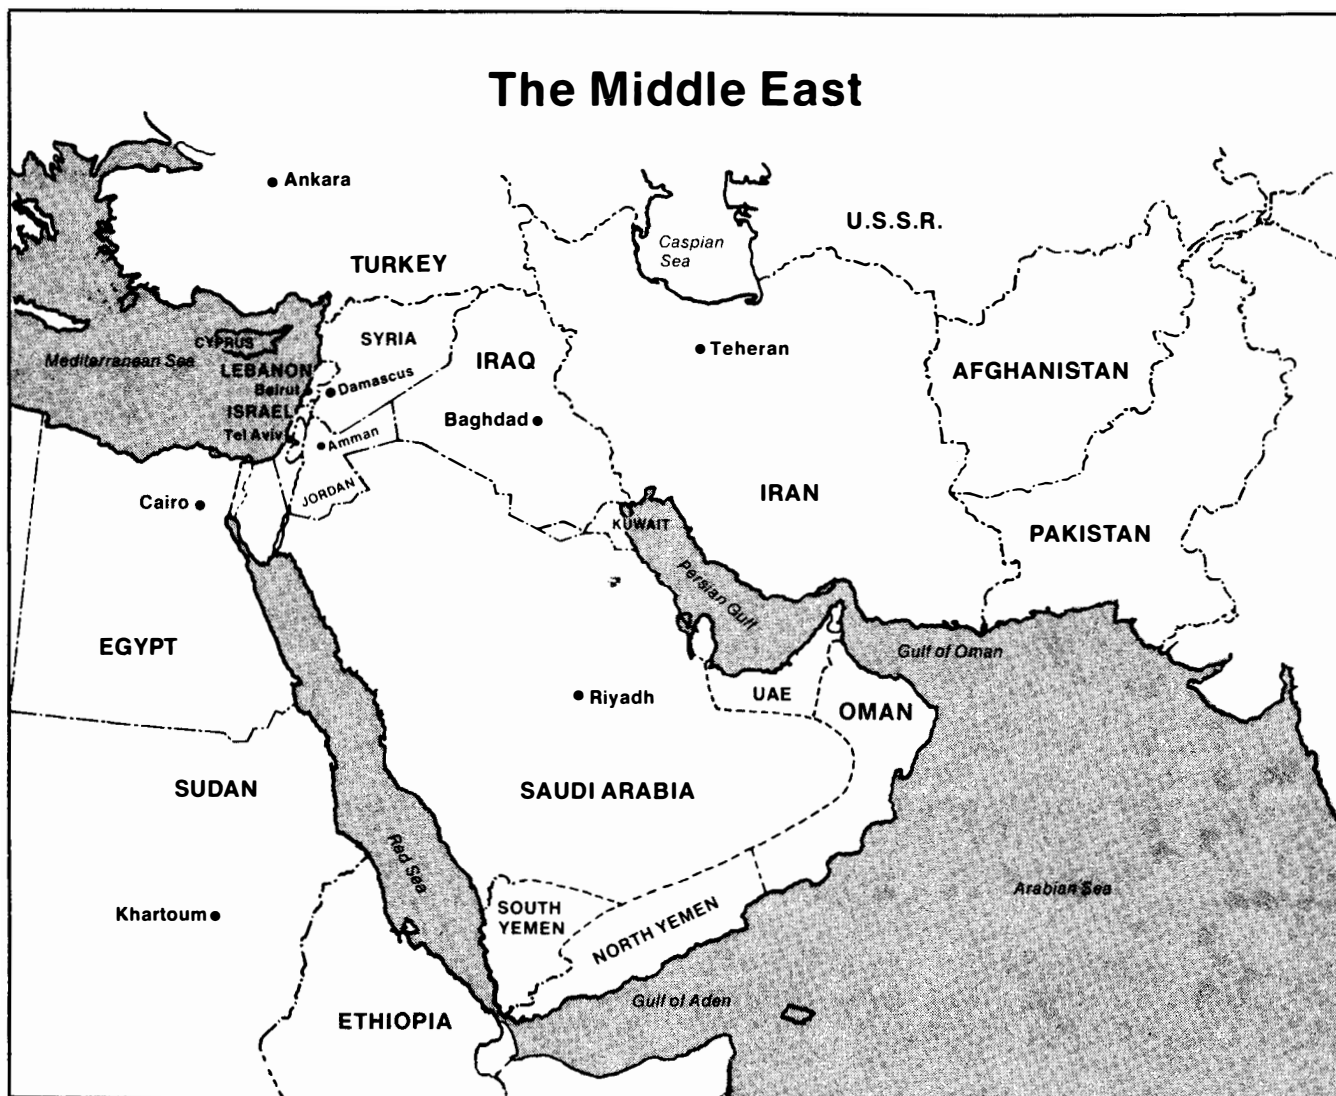 The Middle East
Ankara
U.S.S.R.
Caspian
Sea
TURKEY
CYPRUS
SYRIA
Mediterranean Sea
LEBANON
IRAQ
Teheran
AFGHANISTAN
Beirut
Damascus
ISRAEL
Baghdad
Tel Aviv
Amman
JORDAN
Cairo
IRAN
KUWAIT
PAKISTAN
Persian Gulf
EGYPT
Gulf of Oman
Riyadh
UAE
OMAN
SUDAN
SAUDI ARABIA
Red Sea
Arabian Sea
Khartoum
SOUTH
YEMEN
NORTH YEMEN
Gulf of Aden
ETHIOPIA